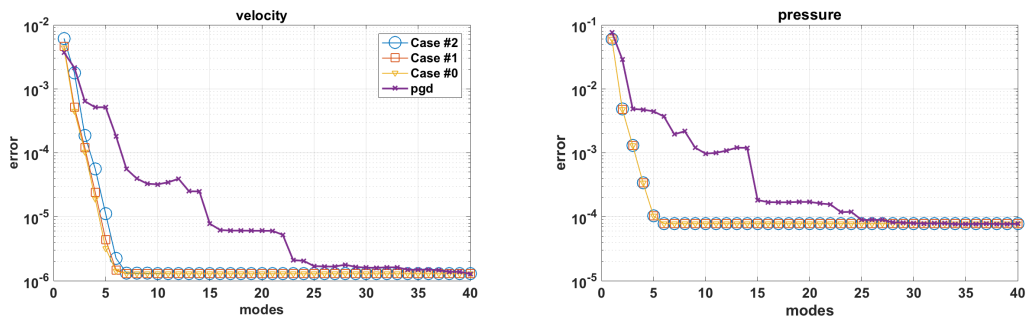 velocity
10^-2
10^-3
10^-4
10^-5
10^-6
error
0 5 10 15 20 25 30 35 40
modes
Case #2
Case #1
Case #0
pgd
pressure
10^-1
10^-2
10^-3
10^-4
10^-5
error
0 5 10 15 20 25 30 35 40
modes